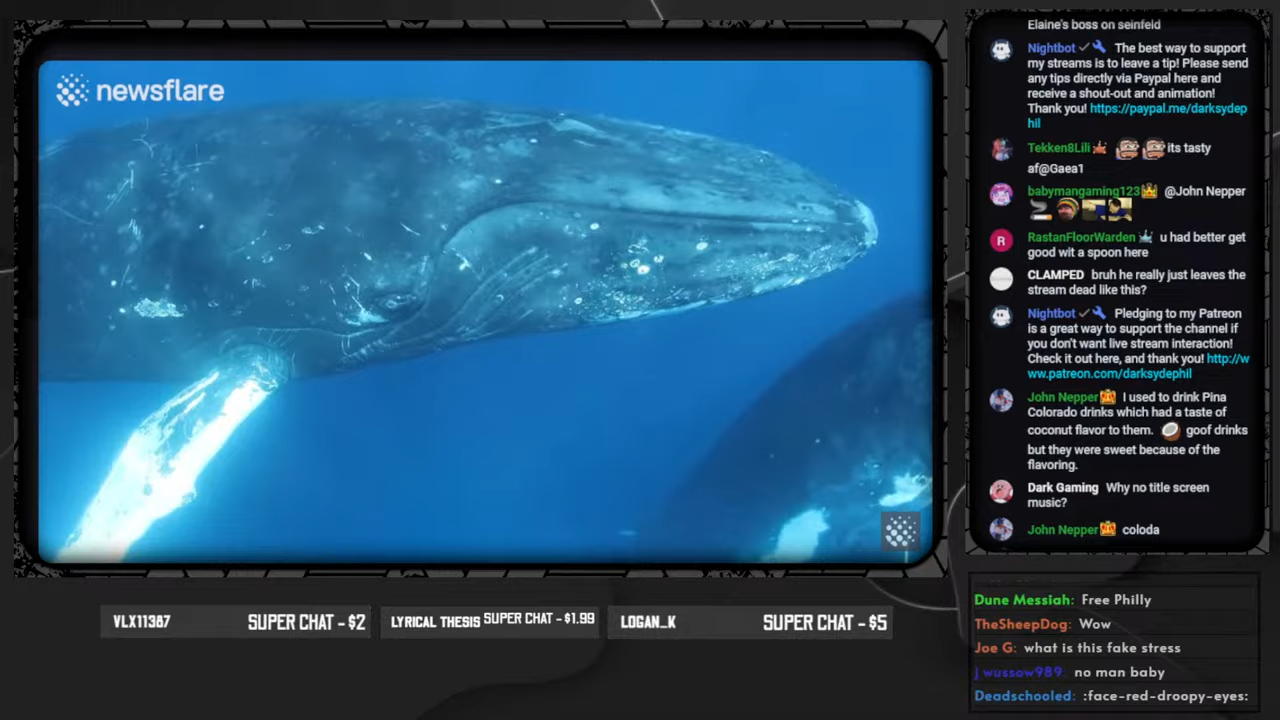 newsflare
Elaine's boss on seinfeld
Nightbot The best way to support
my streams is to leave a tip! Please send
any tips directly via Paypal here and
receive a shout-out and animation!
Thank you! https://paypal.me/darksydep
hil
Tekken8Lili its tasty
af@Gaea1
babymangaming123 @John Nepper
R RastanFloorWarden u had better get
good wit a spoon here
CLAMPED bruh he really just leaves the
stream dead like this?
Nightbot Pledging to my Patreon
is a great way to support the channel if
you don't want live stream interaction!
Check it out here, and thank you! http://w
ww.patreon.com/darksydephil
John Nepper I used to drink Pina
Colorado drinks which had a taste of
coconut flavor to them. goof drinks
but they were sweet because of the
flavoring.
Dark Gaming Why no title screen
music?
John Nepper coloda
VLX11387 SUPER CHAT - $2
LYRICAL THESIS SUPER CHAT - $1.99
LOGAN_K SUPER CHAT - $5
Dune Messiah: Free Philly
TheSheepDog: Wow
Joe G: what is this fake stress
J wussow989: no man baby
Deadschooled: :face-red-droopy-eyes: